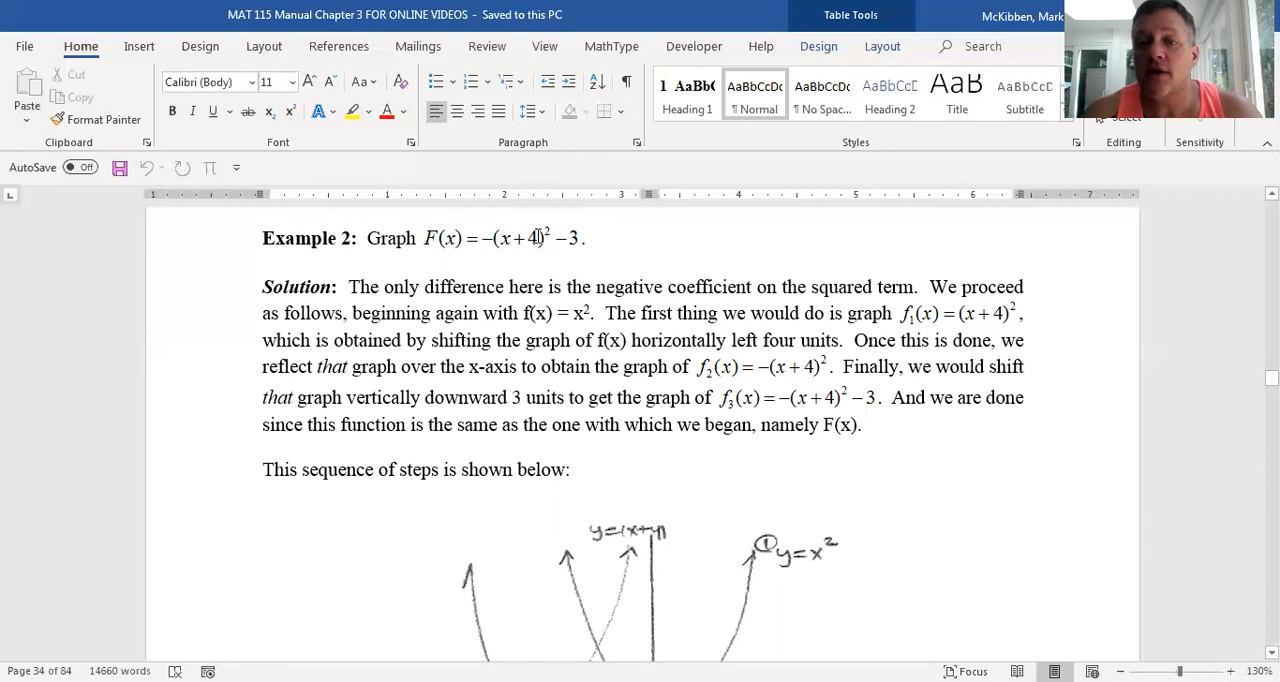 MAT 115 Manual Chapter 3 FOR ONLINE VIDEOS - Saved to this PC
Table Tools
McKibben, Mark
File Home Insert Design Layout References Mailings Review View MathType Developer Help Design Layout Search
Paste
Cut
Copy
Format Painter
Calibri (Body) 11
1 AaBbC AaBbCcDc AaBbCcDc AaBbCcD AaB AaBbCcD
Heading 1 ¶ Normal ¶ No Spac... Heading 2 Title Subtitle
Select
Clipboard Font Paragraph Styles Editing Sensitivity
AutoSave Off
1 2 3 4 6 7
Example 2: Graph F(x) = −(x + 4)² − 3.
Solution: The only difference here is the negative coefficient on the squared term. We proceed
as follows, beginning again with f(x) = x². The first thing we would do is graph f₁(x) = (x + 4)²,
which is obtained by shifting the graph of f(x) horizontally left four units. Once this is done, we
reflect that graph over the x-axis to obtain the graph of f₂(x) = −(x + 4)². Finally, we would shift
that graph vertically downward 3 units to get the graph of f₃(x) = −(x + 4)² − 3. And we are done
since this function is the same as the one with which we began, namely F(x).
This sequence of steps is shown below:
y=(x+4)
① y=x²
Page 34 of 84 14660 words Focus 130%